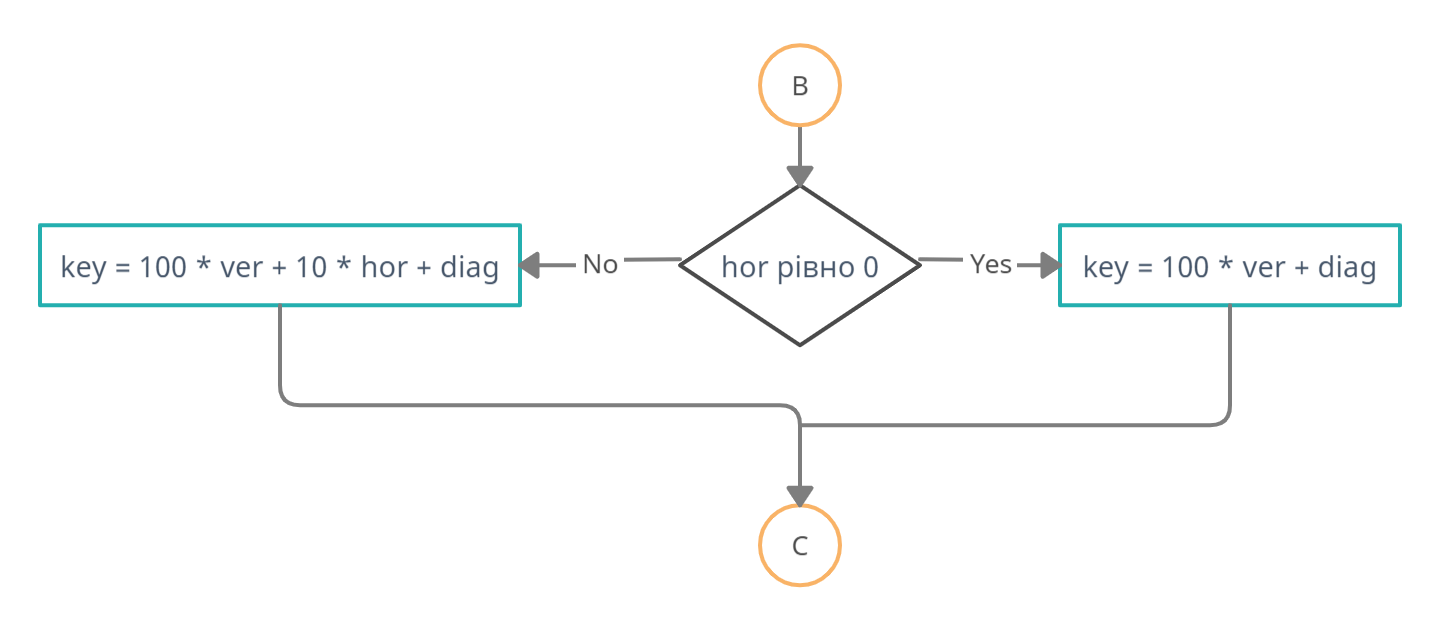 B
key = 100 * ver + 10 * hor + diag
No
hor рівно 0
Yes
key = 100 * ver + diag
C